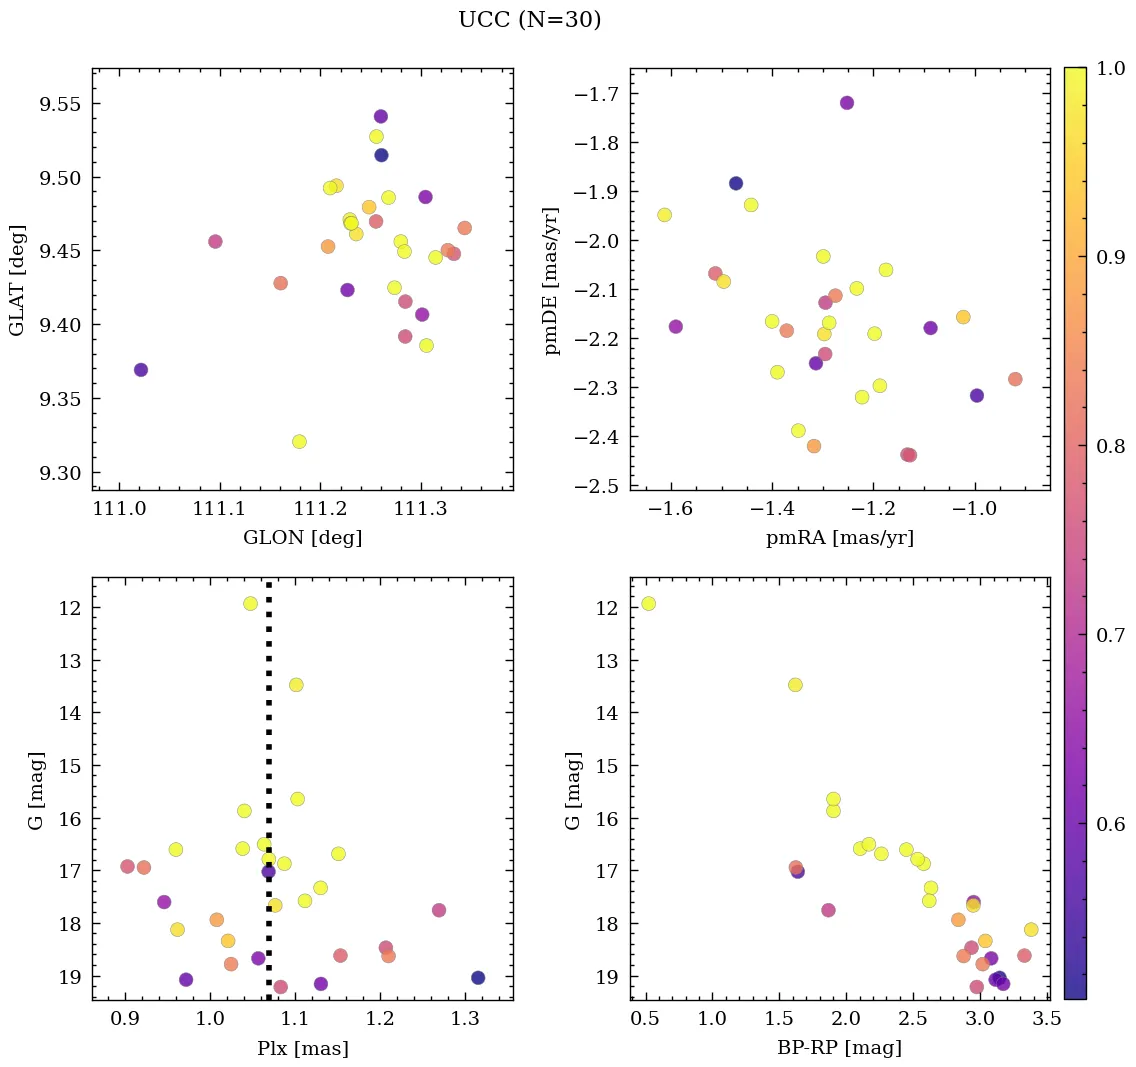 UCC (N=30)
9.55
9.50
9.45
9.40
9.35
9.30
GLAT [deg]
111.0 111.1 111.2 111.3
GLON [deg]
−1.7
−1.8
−1.9
−2.0
−2.1
−2.2
−2.3
−2.4
−2.5
pmDE [mas/yr]
−1.6 −1.4 −1.2 −1.0
pmRA [mas/yr]
1.0
0.9
0.8
0.7
0.6
12
13
14
15
16
17
18
19
G [mag]
0.9 1.0 1.1 1.2 1.3
Plx [mas]
12
13
14
15
16
17
18
19
G [mag]
0.5 1.0 1.5 2.0 2.5 3.0 3.5
BP-RP [mag]